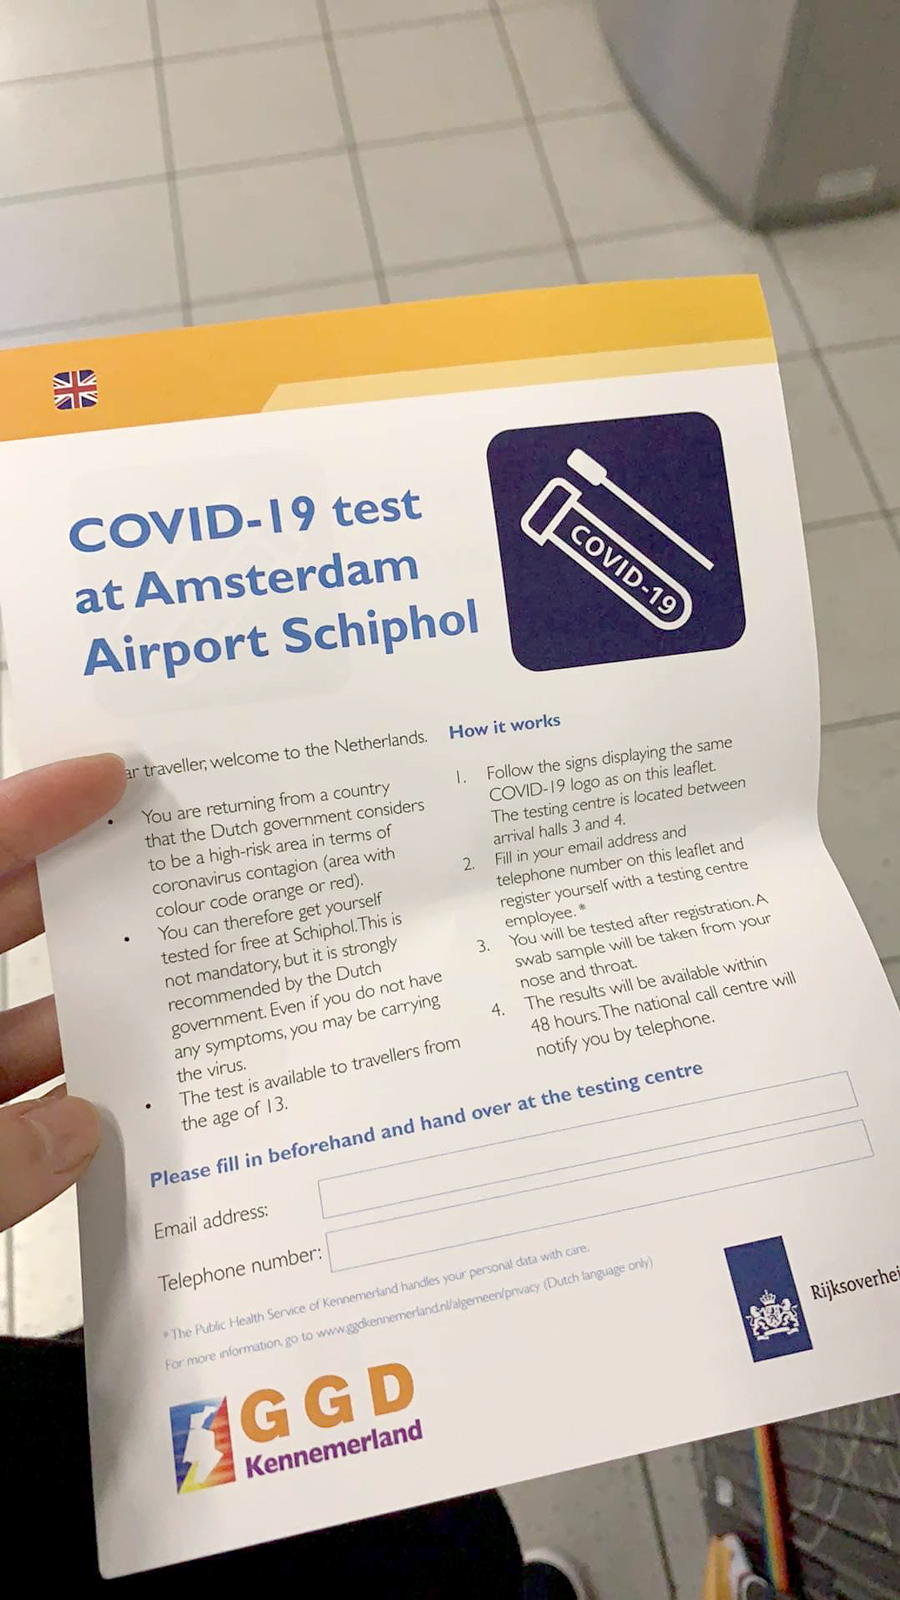 COVID-19 test
at Amsterdam
Airport Schiphol
COVID-19
ar traveller, welcome to the Netherlands.
• You are returning from a country
that the Dutch government considers
to be a high-risk area in terms of
coronavirus contagion (area with
colour code orange or red).
• You can therefore get yourself
tested for free at Schiphol. This is
not mandatory, but it is strongly
recommended by the Dutch
government. Even if you do not have
any symptoms, you may be carrying
the virus.
• The test is available to travellers from
the age of 13.
How it works
1. Follow the signs displaying the same
COVID-19 logo as on this leaflet.
The testing centre is located between
arrival halls 3 and 4.
2. Fill in your email address and
telephone number on this leaflet and
register yourself with a testing centre
employee.*
3. You will be tested after registration. A
swab sample will be taken from your
nose and throat.
4. The results will be available within
48 hours. The national call centre will
notify you by telephone.
Please fill in beforehand and hand over at the testing centre
Email address:
Telephone number:
* The Public Health Service of Kennemerland handles your personal data with care.
For more information, go to www.ggdkennemerland.nl/algemeen/privacy (Dutch language only)
GGD
Kennemerland
Rijksoverhei